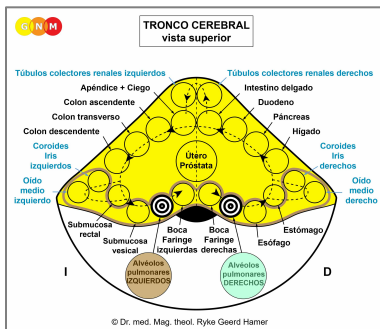 GNM
TRONCO CEREBRAL
vista superior
Túbulos colectores renales izquierdos
Túbulos colectores renales derechos
Apéndice + Ciego
Intestino delgado
Colon ascendente
Duodeno
Colon transverso
Páncreas
Colon descendente
Hígado
Coroides
Iris
izquierdos
Coroides
Iris
derechos
Útero
Próstata
Oído
medio
izquierdo
Oído
medio
derecho
Submucosa
rectal
Submucosa
vesical
Boca
Faringe
izquierdas
Boca
Faringe
derechas
Esófago
Estómago
I
Alvéolos
pulmonares
IZQUIERDOS
Alvéolos
pulmonares
DERECHOS
D
© Dr. med. Mag. theol. Ryke Geerd Hamer